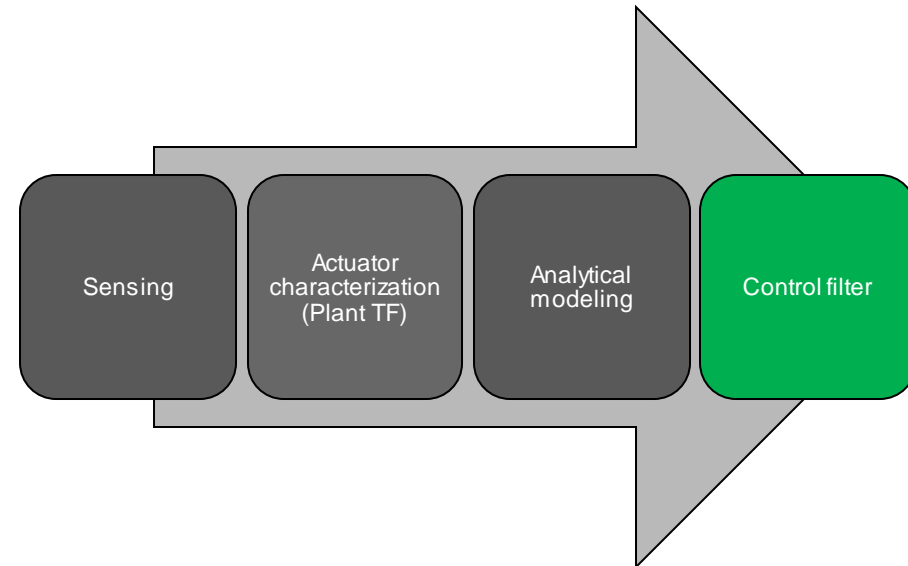 Sensing
Actuator
characterization
(Plant TF)
Analytical
modeling
Control filter